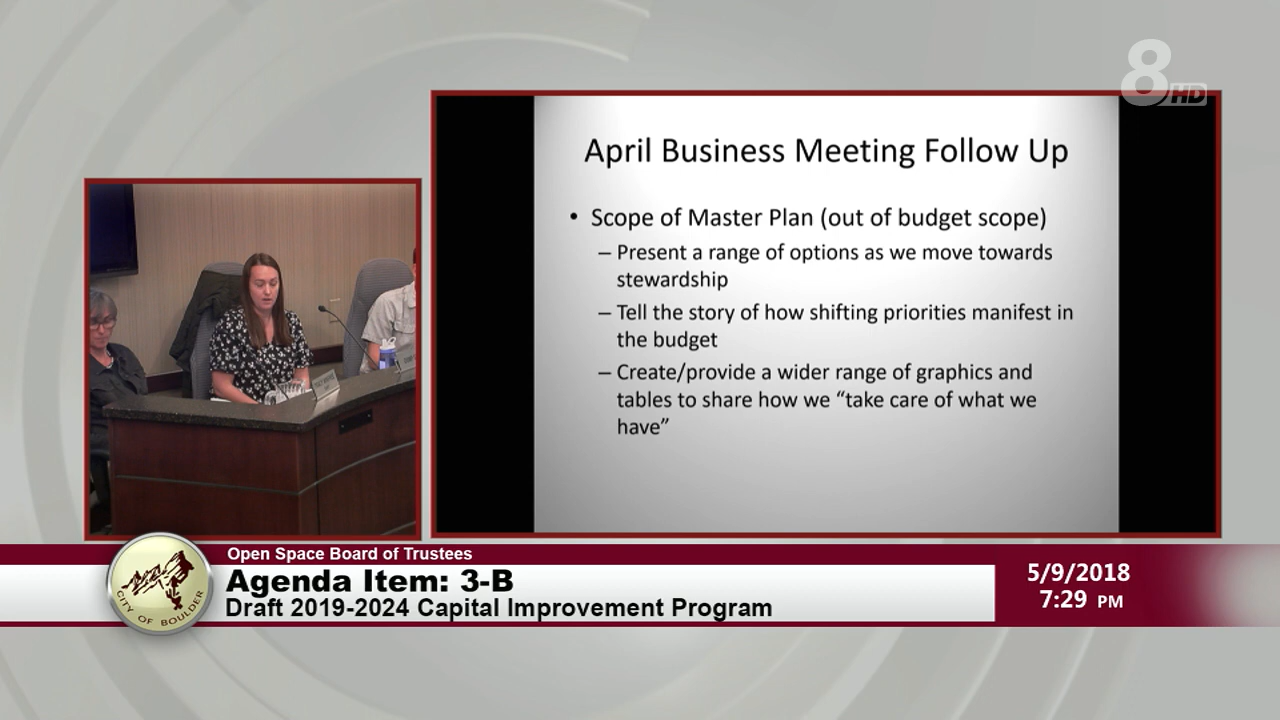 8HD
April Business Meeting Follow Up
• Scope of Master Plan (out of budget scope)
– Present a range of options as we move towards
stewardship
– Tell the story of how shifting priorities manifest in
the budget
– Create/provide a wider range of graphics and
tables to share how we “take care of what we
have”
Open Space Board of Trustees
Agenda Item: 3-B
Draft 2019-2024 Capital Improvement Program
CITY OF BOULDER
5/9/2018
7:29 PM